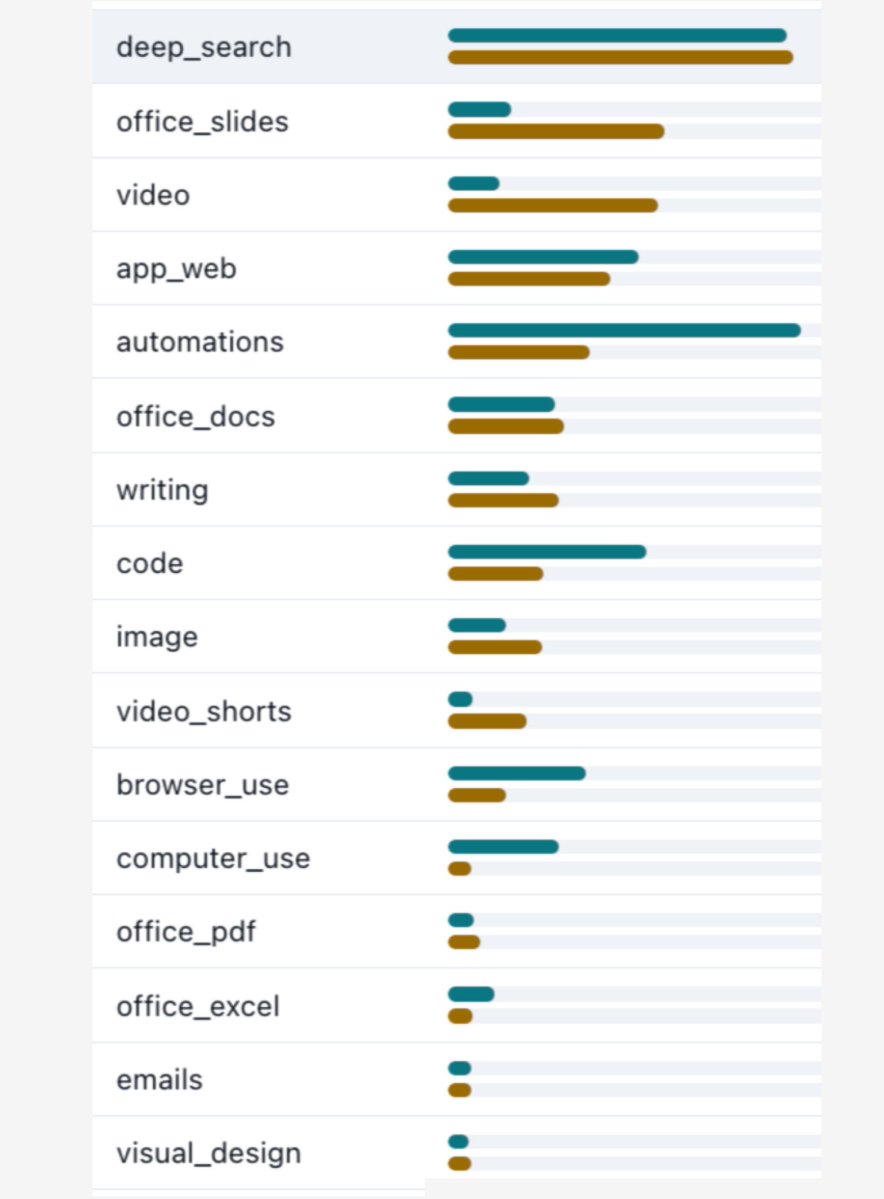 deep_search
office_slides
video
app_web
automations
office_docs
writing
code
image
video_shorts
browser_use
computer_use
office_pdf
office_excel
emails
visual_design